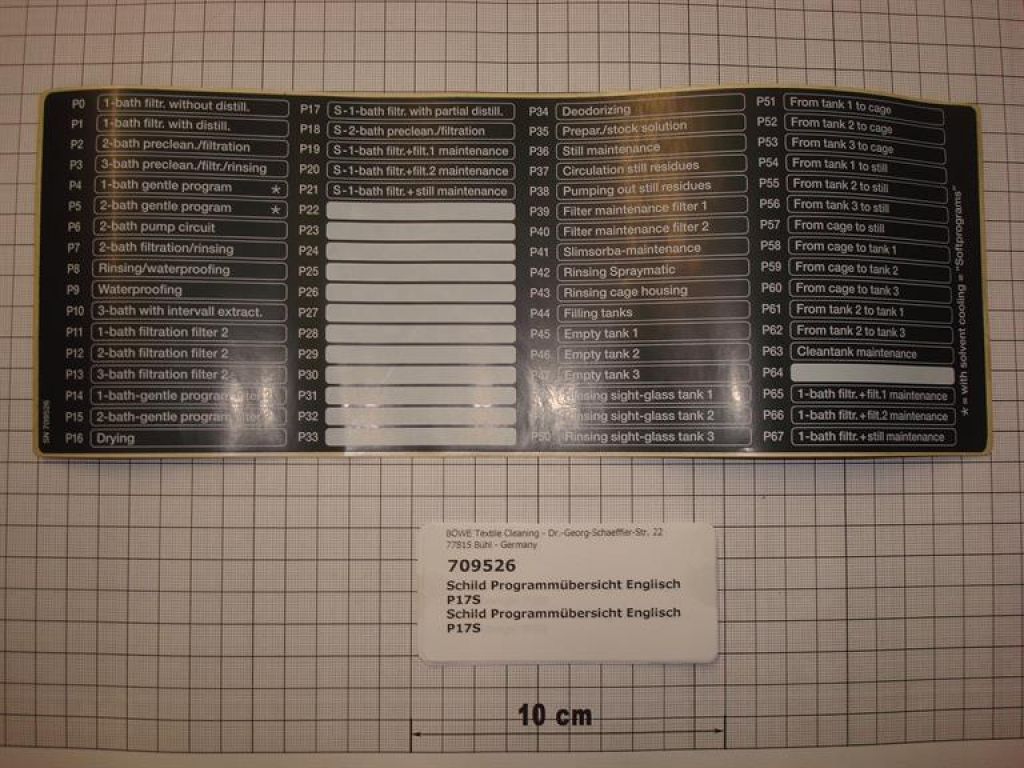 P0 1-bath filtr. without distill.
P1 1-bath filtr. with distill.
P2 2-bath preclean./filtration
P3 3-bath preclean./filtr./rinsing
P4 1-bath gentle program *
P5 2-bath gentle program *
P6 2-bath pump circuit
P7 2-bath filtration/rinsing
P8 Rinsing/waterproofing
P9 Waterproofing
P10 3-bath with intervall extract.
P11 1-bath filtration filter 2
P12 2-bath filtration filter 2
P13 3-bath filtration filter 2
P14 1-bath-gentle program
P15 2-bath-gentle program
P16 Drying
P17 S-1-bath filtr. with partial distill.
P18 S-2-bath preclean./filtration
P19 S-1-bath filtr.+filt.1 maintenance
P20 S-1-bath filtr.+filt.2 maintenance
P21 S-1-bath filtr.+still maintenance
P22
P23
P24
P25
P26
P27
P28
P29
P30
P31
P32
P33
P34 Deodorizing
P35 Prepar./stock solution
P36 Still maintenance
P37 Circulation still residues
P38 Pumping out still residues
P39 Filter maintenance filter 1
P40 Filter maintenance filter 2
P41 Slimsorba-maintenance
P42 Rinsing Spraymatic
P43 Rinsing cage housing
P44 Filling tanks
P45 Empty tank 1
P46 Empty tank 2
Empty tank 3
sight-glass tank 1
Rinsing sight-glass tank 2
P50 Rinsing sight-glass tank 3
P51 From tank 1 to cage
P52 From tank 2 to cage
P53 From tank 3 to cage
P54 From tank 1 to still
P55 From tank 2 to still
P56 From tank 3 to still
P57 From cage to still
P58 From cage to tank 1
P59 From cage to tank 2
P60 From cage to tank 3
P61 From tank 2 to tank 1
P62 From tank 2 to tank 3
P63 Cleantank maintenance
P64
P65 1-bath filtr.+filt.1 maintenance
P66 1-bath filtr.+filt.2 maintenance
P67 1-bath filtr.+still maintenance
* = with solvent cooling = "Softprograms"
SN 709526
BÖWE Textile Cleaning - Dr.-Georg-Schaeffler-Str. 22
77815 Bühl - Germany
709526
Schild Programmübersicht Englisch
P17S
Schild Programmübersicht Englisch
P17S
10 cm